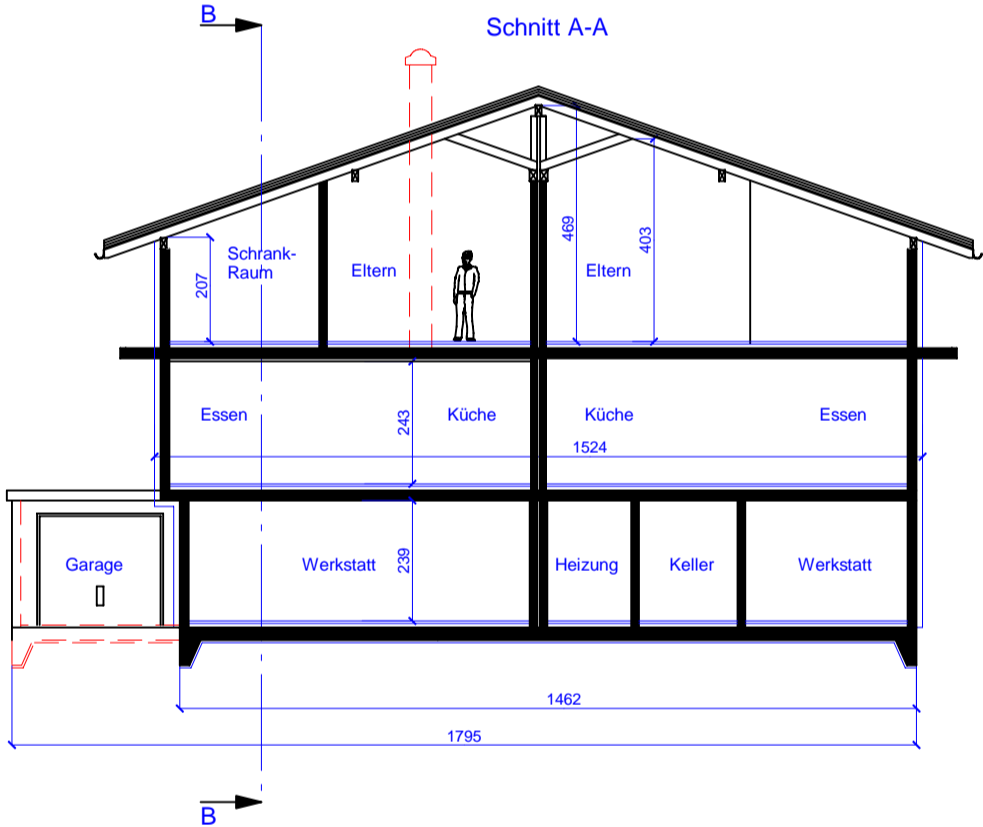 B
Schnitt A-A
Schrank-
Raum
Eltern
Eltern
207
469
403
Essen
Küche
Küche
Essen
243
1524
Garage
Werkstatt
239
Heizung
Keller
Werkstatt
1462
1795
B